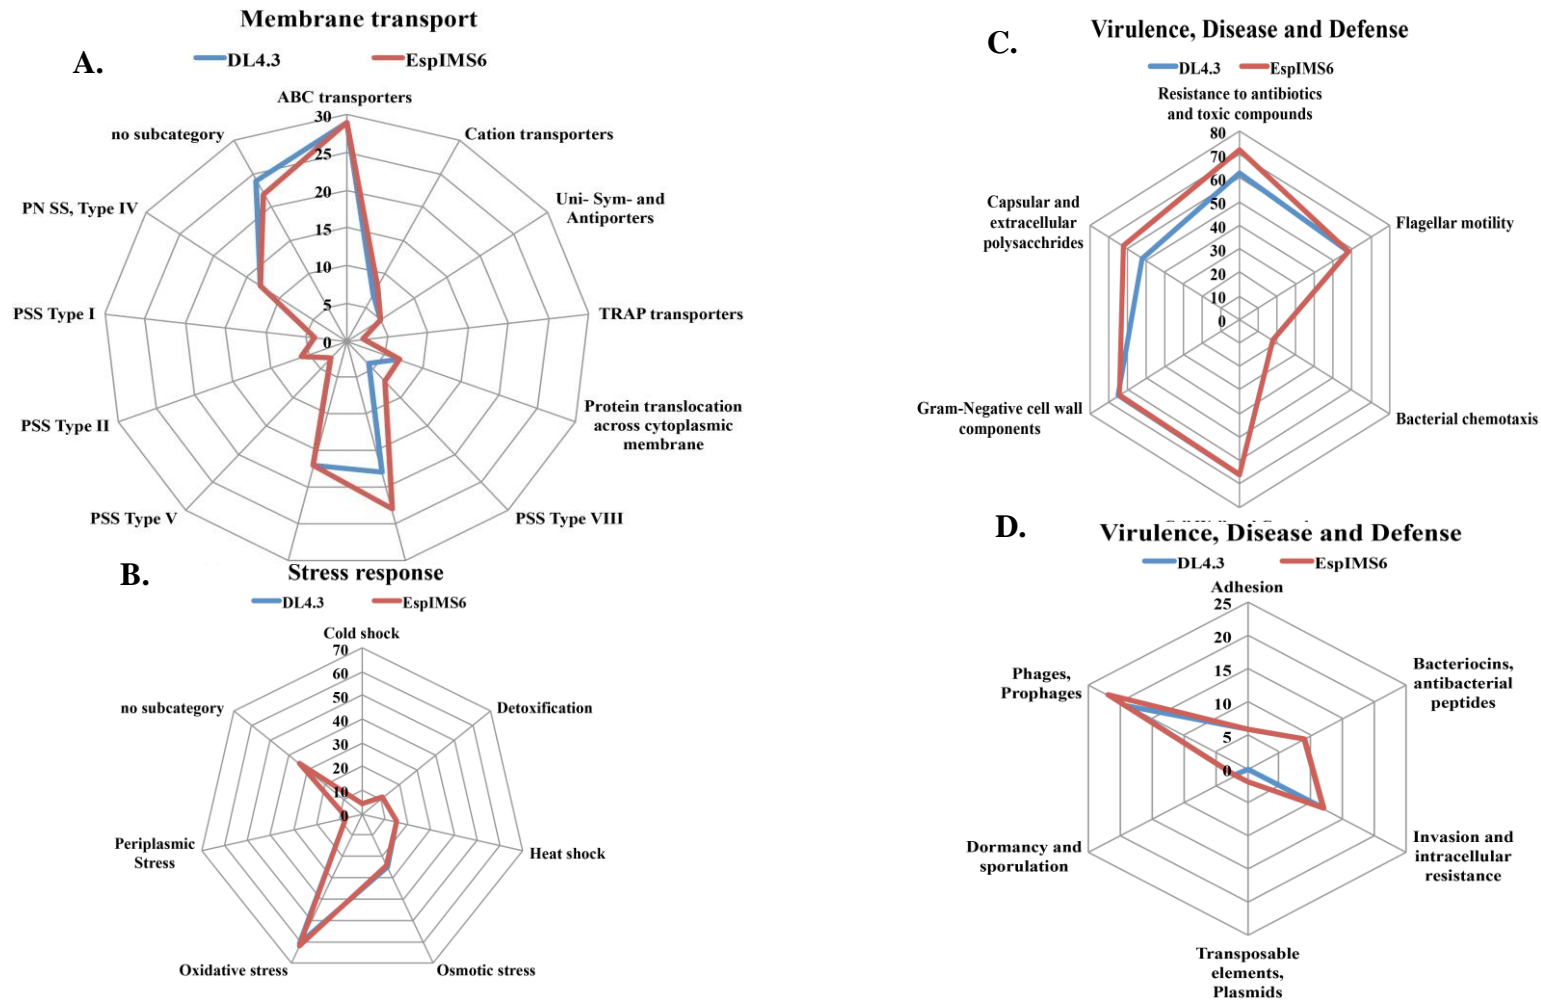 Membrane transport
A.
DL4.3
EspIMS6
ABC transporters
30
25
20
15
10
5
0
Cation transporters
Uni- Sym- and
Antiporters
TRAP transporters
Protein translocation
across cytoplasmic
membrane
PSS Type VIII
PSS Type V
PSS Type II
PSS Type I
PN SS, Type IV
no subcategory
B.
Stress response
DL4.3
EspIMS6
Cold shock
70
60
50
40
30
20
10
0
Detoxification
Heat shock
Osmotic stress
Oxidative stress
Periplasmic
Stress
no subcategory
C.
Virulence, Disease and Defense
DL4.3
EspIMS6
Resistance to antibiotics
and toxic compounds
80
70
60
50
40
30
20
10
0
Flagellar motility
Bacterial chemotaxis
Gram-Negative cell wall
components
Capsular and
extracellular
polysacchrides
D.
Virulence, Disease and Defense
DL4.3
EspIMS6
Adhesion
25
20
15
10
5
0
Bacteriocins,
antibacterial
peptides
Invasion and
intracellular
resistance
Transposable
elements,
Plasmids
Dormancy and
sporulation
Phages,
Prophages